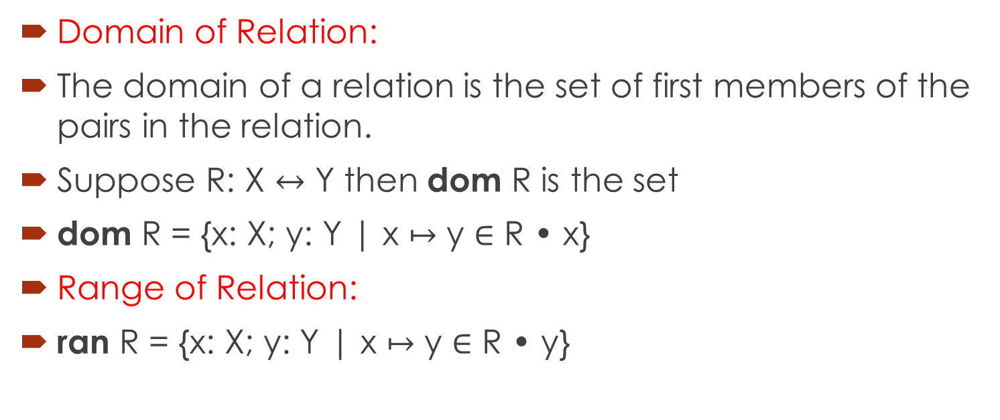 Domain of Relation:
The domain of a relation is the set of first members of the
pairs in the relation.
Suppose R: X ↔ Y then dom R is the set
dom R = {x: X; y: Y | x ↦ y ∈ R • x}
Range of Relation:
ran R = {x: X; y: Y | x ↦ y ∈ R • y}